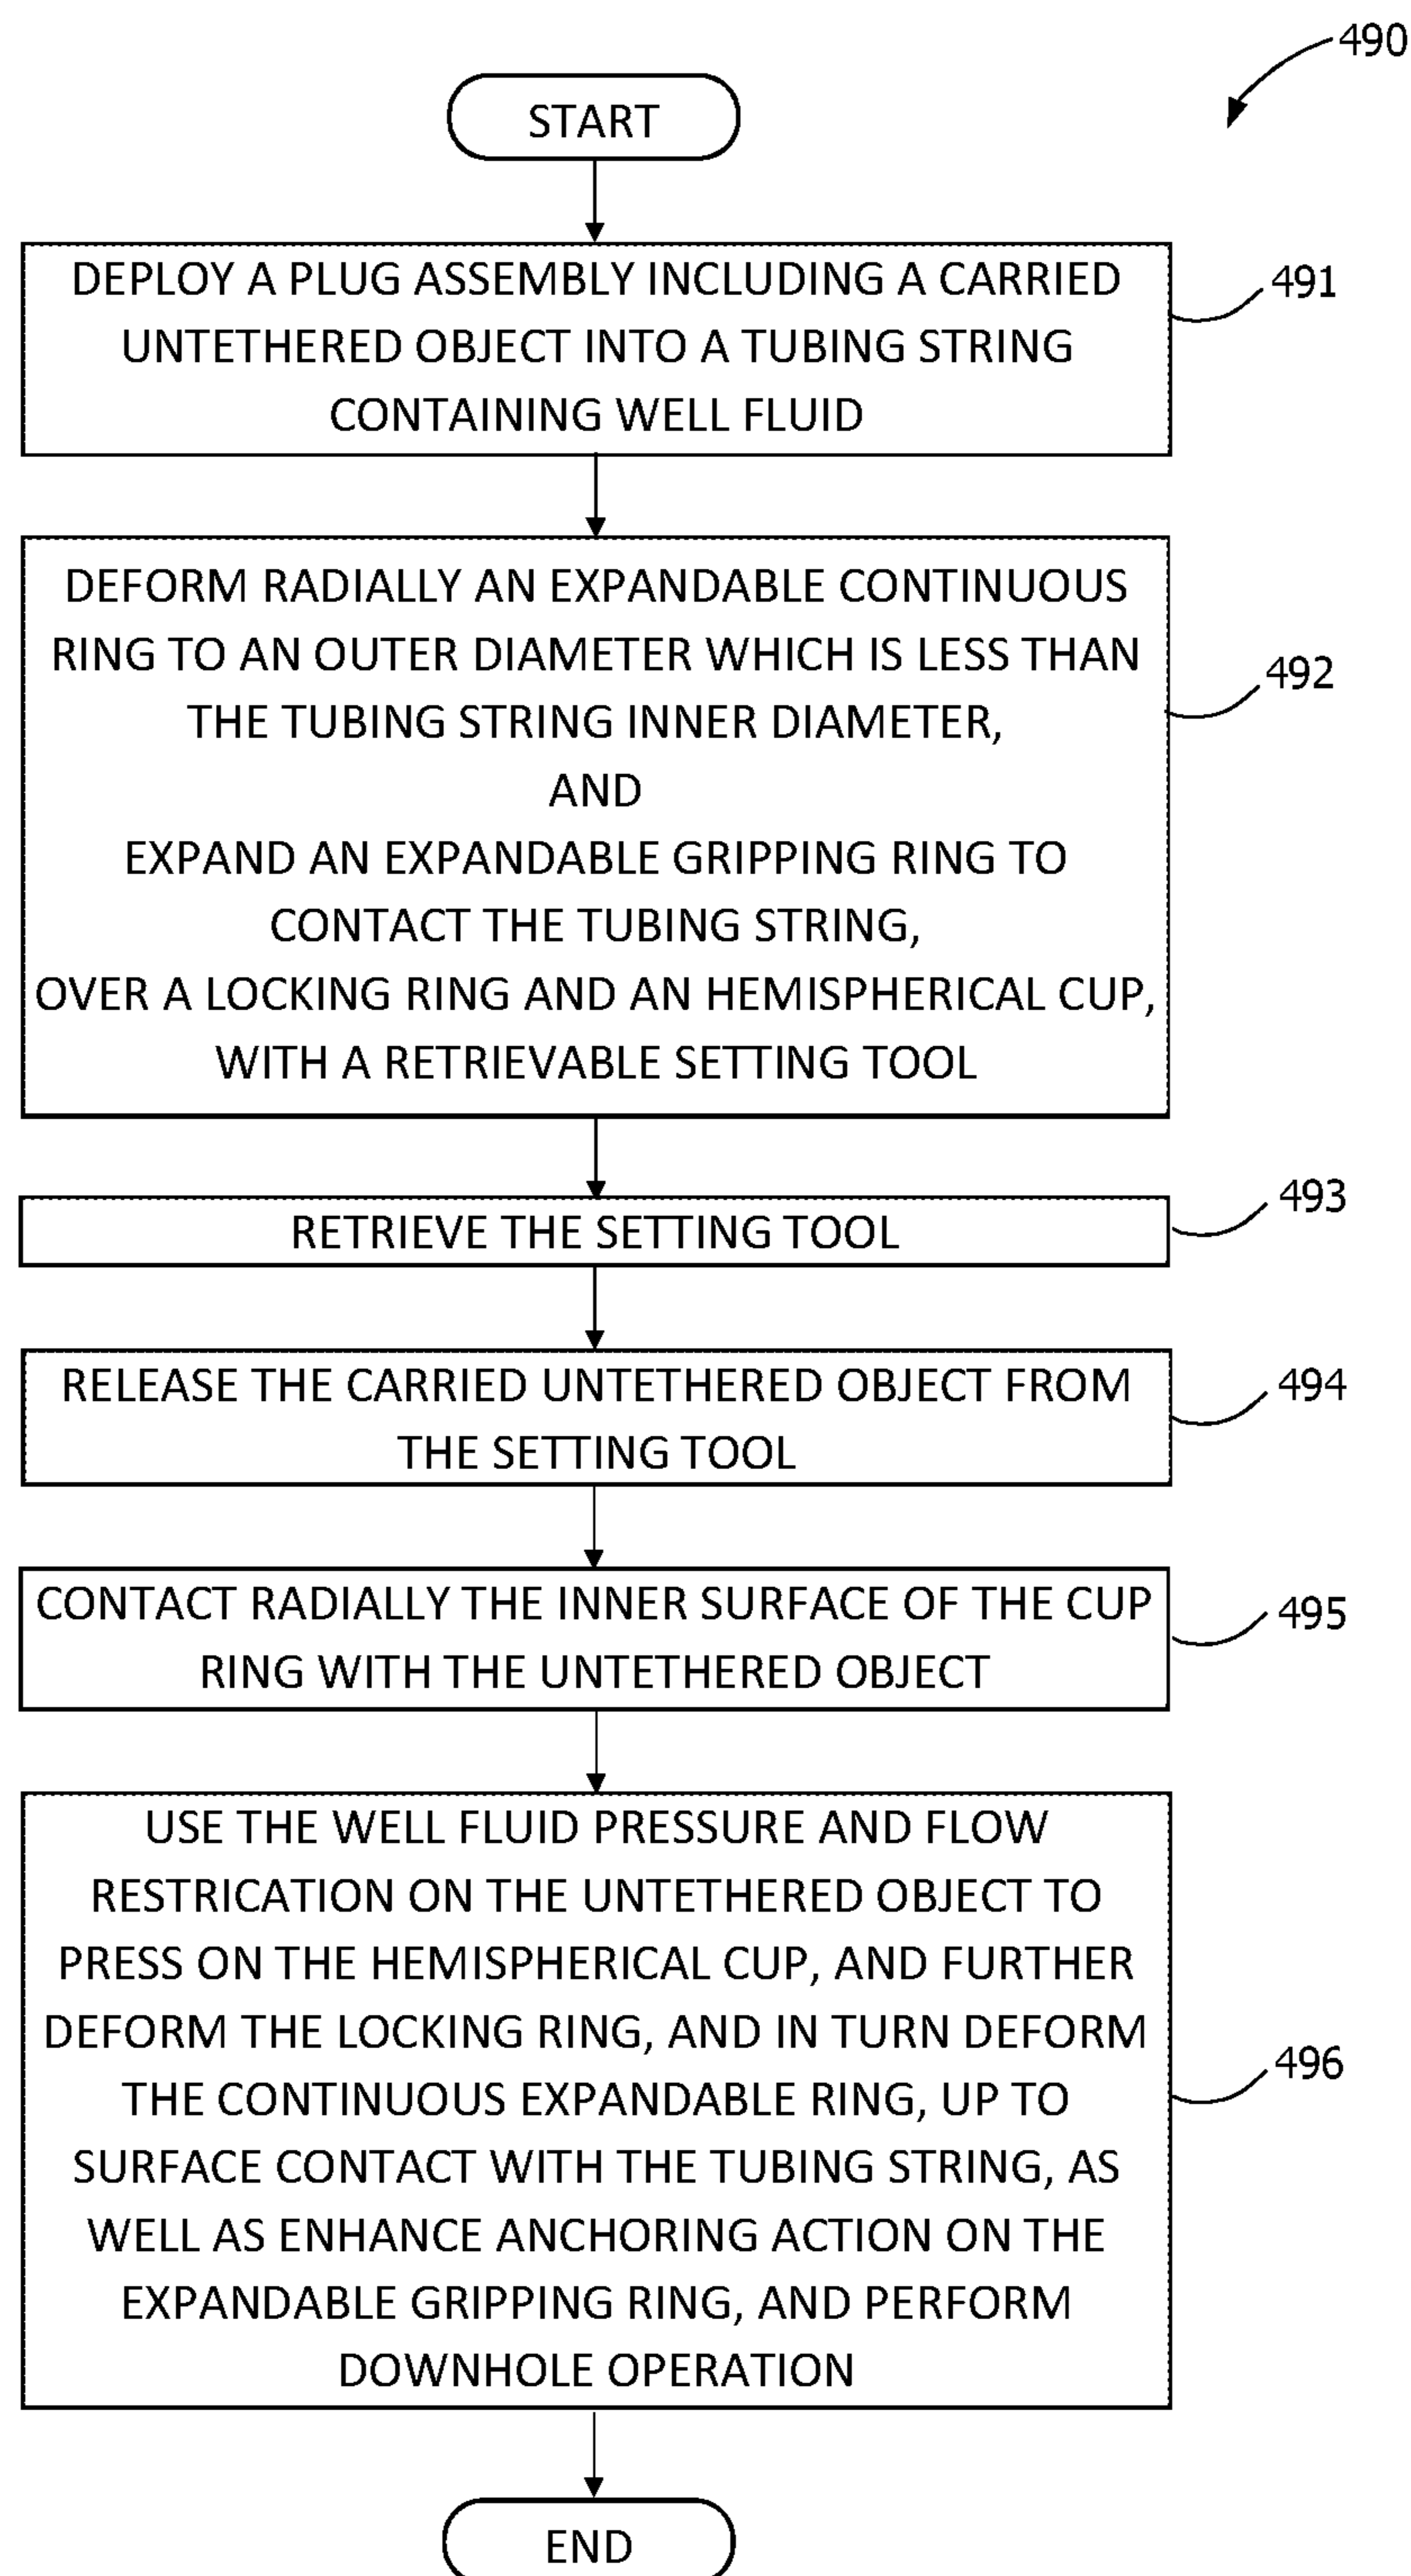 490
START
DEPLOY A PLUG ASSEMBLY INCLUDING A CARRIED
UNTETHERED OBJECT INTO A TUBING STRING
CONTAINING WELL FLUID
491
DEFORM RADIALLY AN EXPANDABLE CONTINUOUS
RING TO AN OUTER DIAMETER WHICH IS LESS THAN
THE TUBING STRING INNER DIAMETER,
AND
EXPAND AN EXPANDABLE GRIPPING RING TO
CONTACT THE TUBING STRING,
OVER A LOCKING RING AND AN HEMISPHERICAL CUP,
WITH A RETRIEVABLE SETTING TOOL
492
RETRIEVE THE SETTING TOOL
493
RELEASE THE CARRIED UNTETHERED OBJECT FROM
THE SETTING TOOL
494
CONTACT RADIALLY THE INNER SURFACE OF THE CUP
RING WITH THE UNTETHERED OBJECT
495
USE THE WELL FLUID PRESSURE AND FLOW
RESTRICATION ON THE UNTETHERED OBJECT TO
PRESS ON THE HEMISPHERICAL CUP, AND FURTHER
DEFORM THE LOCKING RING, AND IN TURN DEFORM
THE CONTINUOUS EXPANDABLE RING, UP TO
SURFACE CONTACT WITH THE TUBING STRING, AS
WELL AS ENHANCE ANCHORING ACTION ON THE
EXPANDABLE GRIPPING RING, AND PERFORM
DOWNHOLE OPERATION
496
END